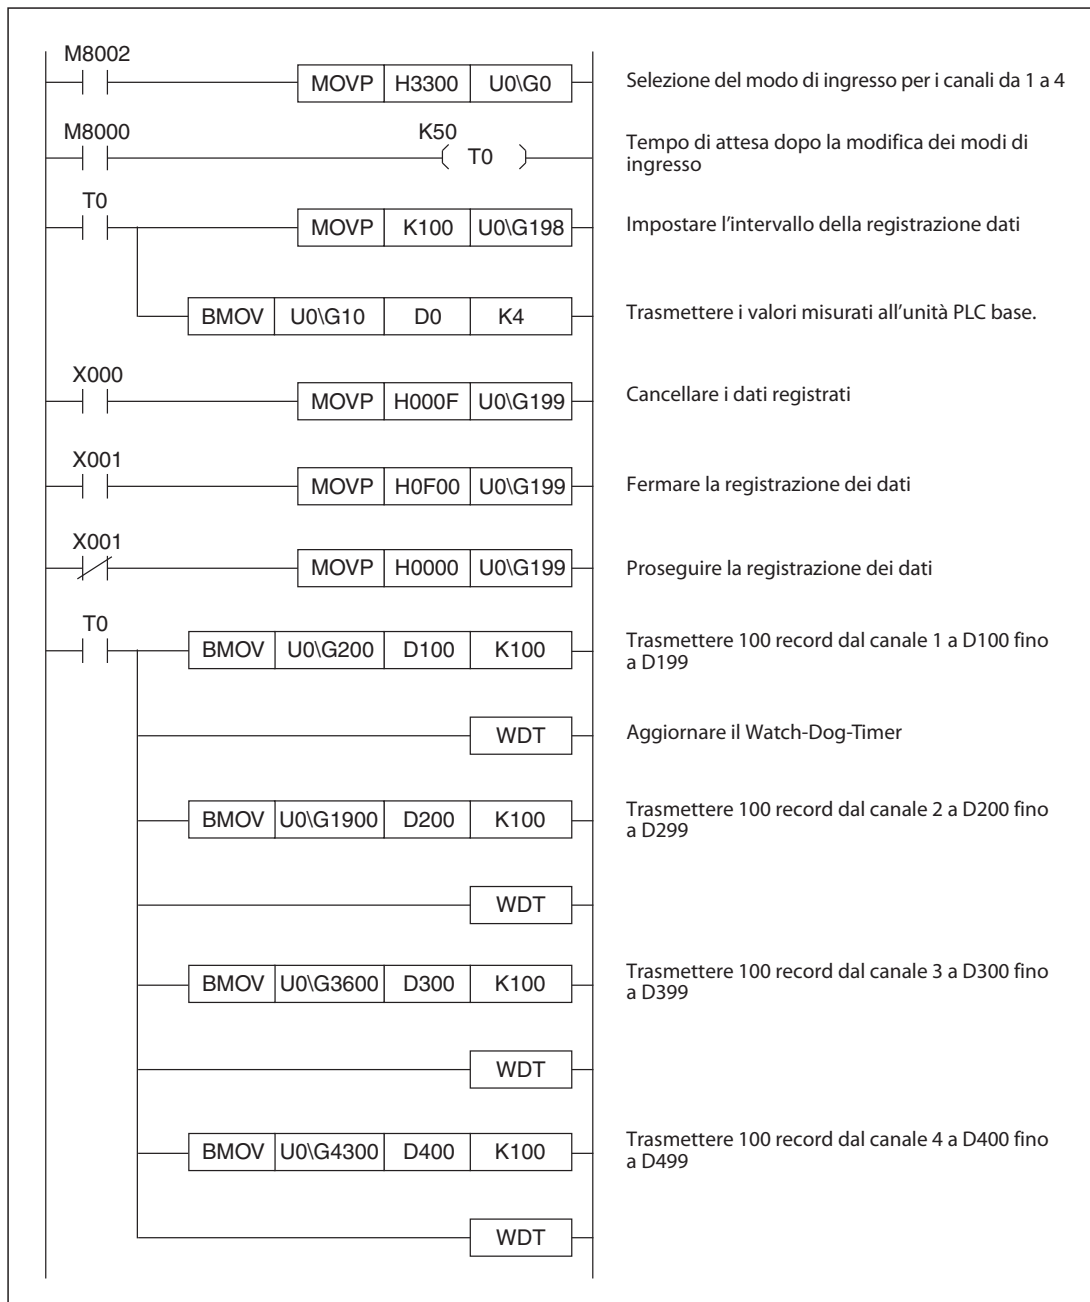 M8002
MOVP H3300 U0\G0
Selezione del modo di ingresso per i canali da 1 a 4
M8000
K50
T0
Tempo di attesa dopo la modifica dei modi di
ingresso
T0
MOVP K100 U0\G198
Impostare l'intervallo della registrazione dati
BMOV U0\G10 D0 K4
Trasmettere i valori misurati all'unità PLC base.
X000
MOVP H000F U0\G199
Cancellare i dati registrati
X001
MOVP H0F00 U0\G199
Fermare la registrazione dei dati
X001
MOVP H0000 U0\G199
Proseguire la registrazione dei dati
T0
BMOV U0\G200 D100 K100
Trasmettere 100 record dal canale 1 a D100 fino
a D199
WDT
Aggiornare il Watch-Dog-Timer
BMOV U0\G1900 D200 K100
Trasmettere 100 record dal canale 2 a D200 fino
a D299
WDT
BMOV U0\G3600 D300 K100
Trasmettere 100 record dal canale 3 a D300 fino
a D399
WDT
BMOV U0\G4300 D400 K100
Trasmettere 100 record dal canale 4 a D400 fino
a D499
WDT